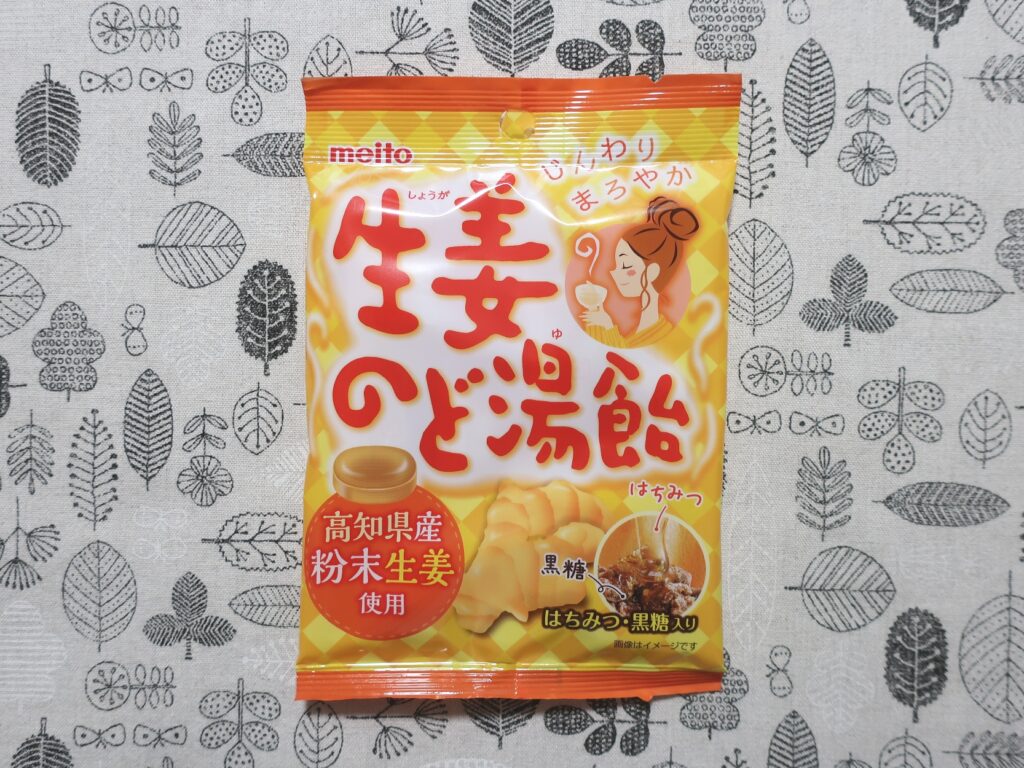 meito
じんわり
まろやか
しょうが
生姜
ゆ
のど湯飴
はちみつ
黒糖
高知県産
粉末生姜
使用
はちみつ・黒糖入り
画像はイメージです